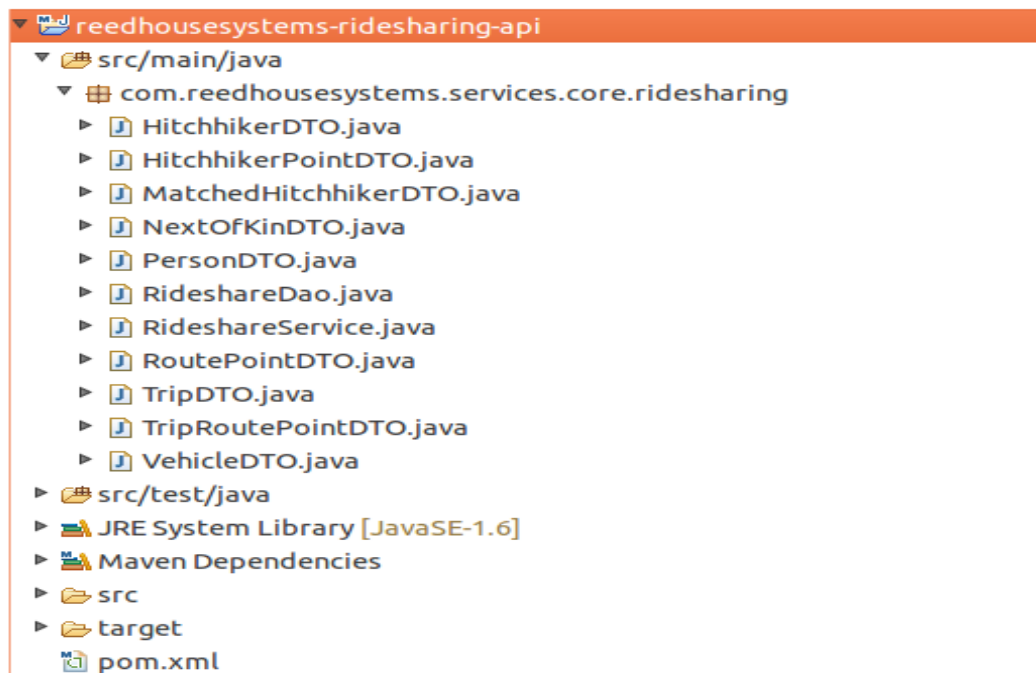 reedhousesystems-ridesharing-api
src/main/java
com.reedhousesystems.services.core.ridesharing
HitchhikerDTO.java
HitchhikerPointDTO.java
MatchedHitchhikerDTO.java
NextOfKinDTO.java
PersonDTO.java
RideshareDao.java
RideshareService.java
RoutePointDTO.java
TripDTO.java
TripRoutePointDTO.java
VehicleDTO.java
src/test/java
JRE System Library [JavaSE-1.6]
Maven Dependencies
src
target
pom.xml